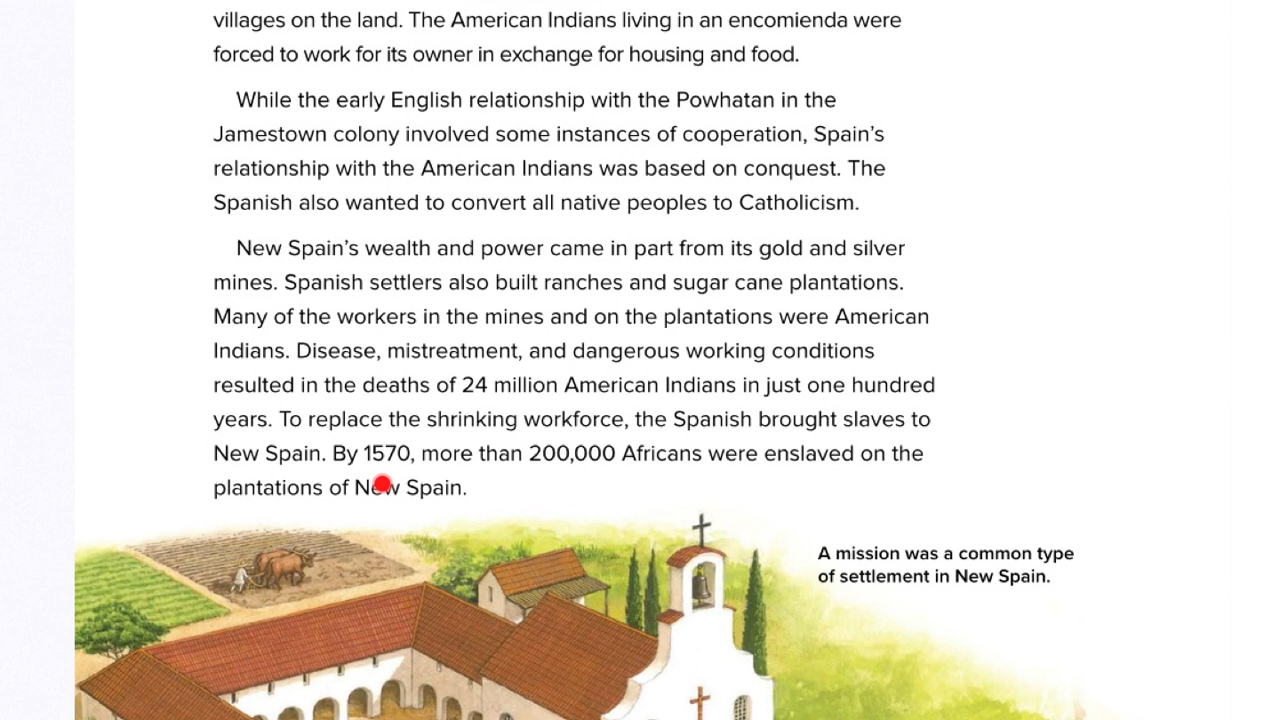 villages on the land. The American Indians living in an encomienda were
forced to work for its owner in exchange for housing and food.
While the early English relationship with the Powhatan in the
Jamestown colony involved some instances of cooperation, Spain’s
relationship with the American Indians was based on conquest. The
Spanish also wanted to convert all native peoples to Catholicism.
New Spain’s wealth and power came in part from its gold and silver
mines. Spanish settlers also built ranches and sugar cane plantations.
Many of the workers in the mines and on the plantations were American
Indians. Disease, mistreatment, and dangerous working conditions
resulted in the deaths of 24 million American Indians in just one hundred
years. To replace the shrinking workforce, the Spanish brought slaves to
New Spain. By 1570, more than 200,000 Africans were enslaved on the
plantations of New Spain.
A mission was a common type
of settlement in New Spain.